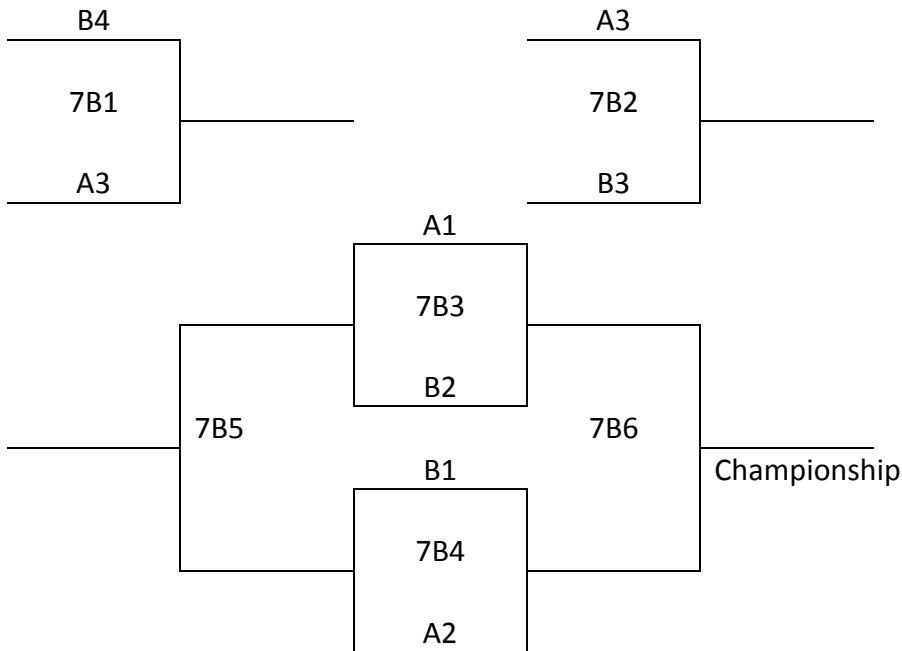 B4 A3
7B1 7B2
A3 B3
A1
7B3
B2
7B5 7B6
B1 Championship
7B4
A2